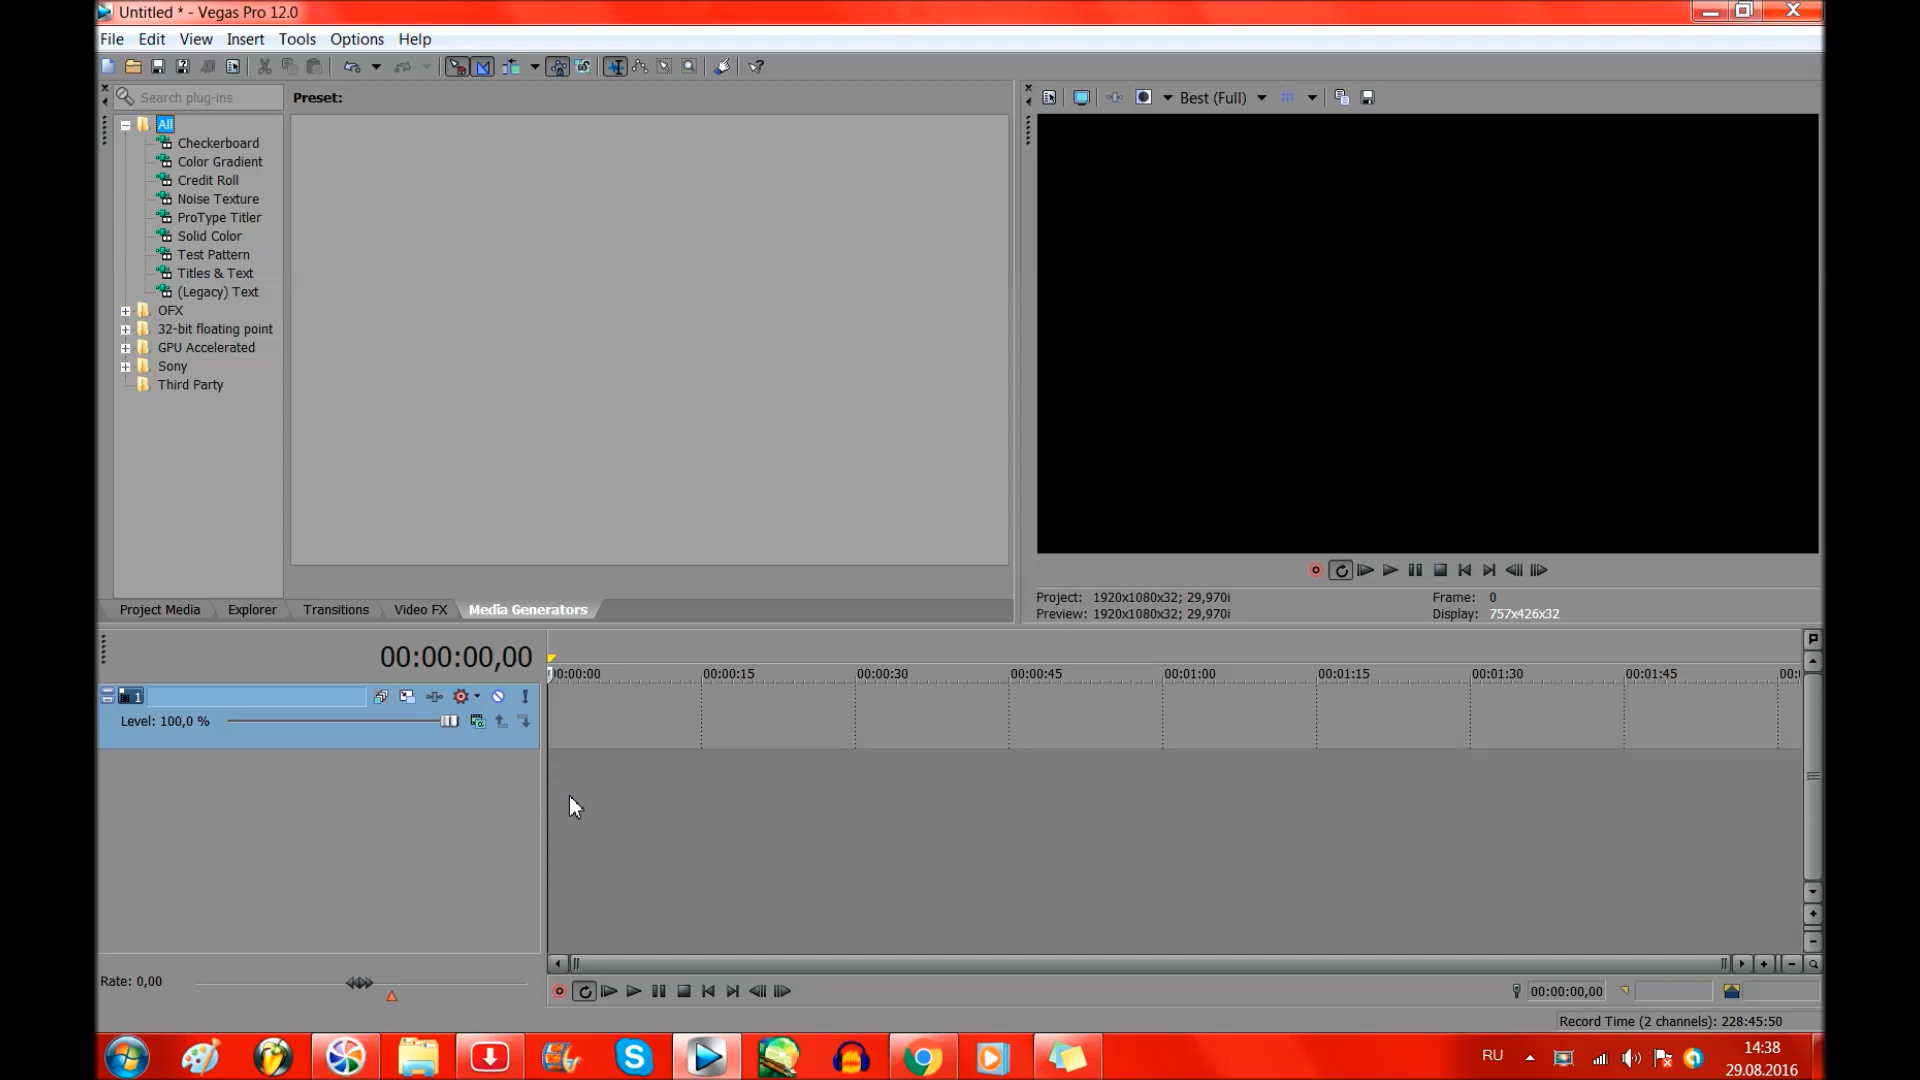 Untitled * - Vegas Pro 12.0
File Edit View Insert Tools Options Help
Search plug-ins
Preset:
Best (Full)
All
Checkerboard
Color Gradient
Credit Roll
Noise Texture
ProType Titler
Solid Color
Test Pattern
Titles & Text
(Legacy) Text
OFX
32-bit floating point
GPU Accelerated
Sony
Third Party
Project: 1920x1080x32; 29,970i
Frame: 0
Preview: 1920x1080x32; 29,970i
Display: 757x426x32
Project Media Explorer Transitions Video FX Media Generators
00:00:00,00
00:00:15 00:00:30 00:00:45 00:01:00 00:01:15 00:01:30 00:01:45
1
Level: 100,0 %
Rate: 0,00
00:00:00,00
Record Time (2 channels): 228:45:50
RU
14:38
29.08.2016